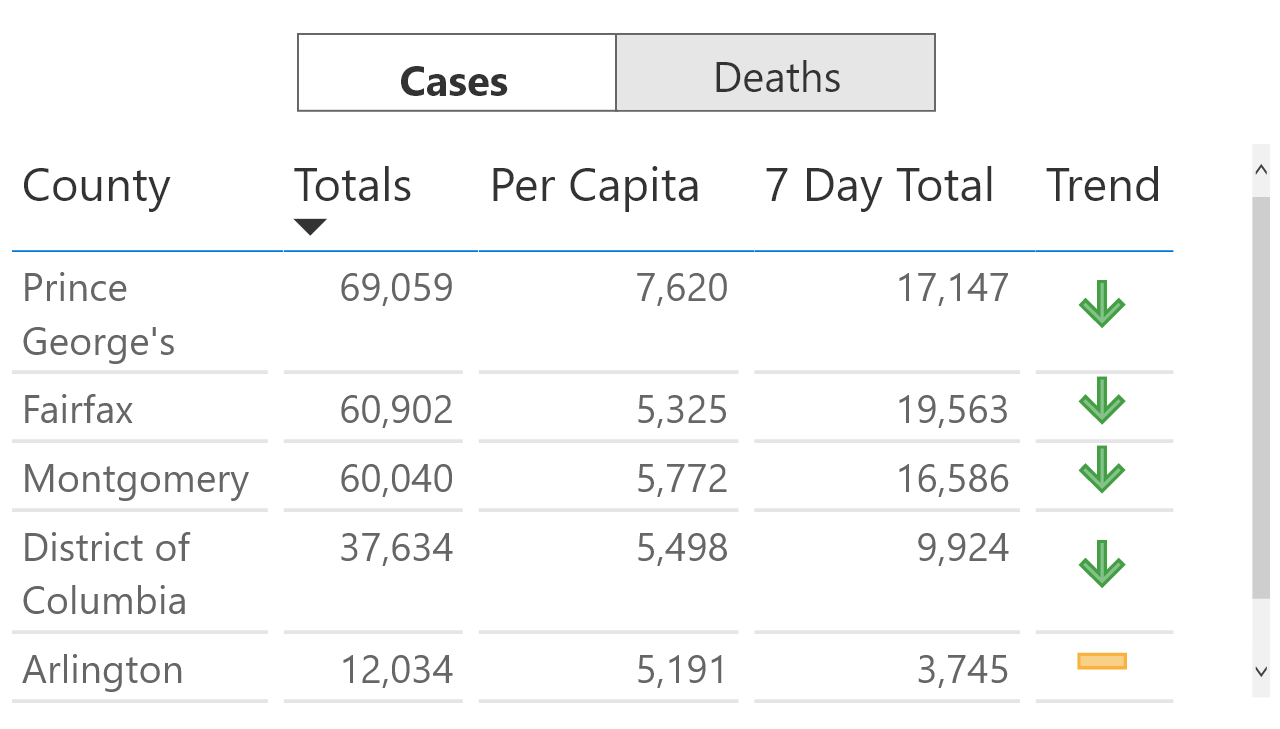 Cases Deaths
County Totals Per Capita 7 Day Total Trend
Prince 69,059 7,620 17,147
George's
Fairfax 60,902 5,325 19,563
Montgomery 60,040 5,772 16,586
District of 37,634 5,498 9,924
Columbia
Arlington 12,034 5,191 3,745